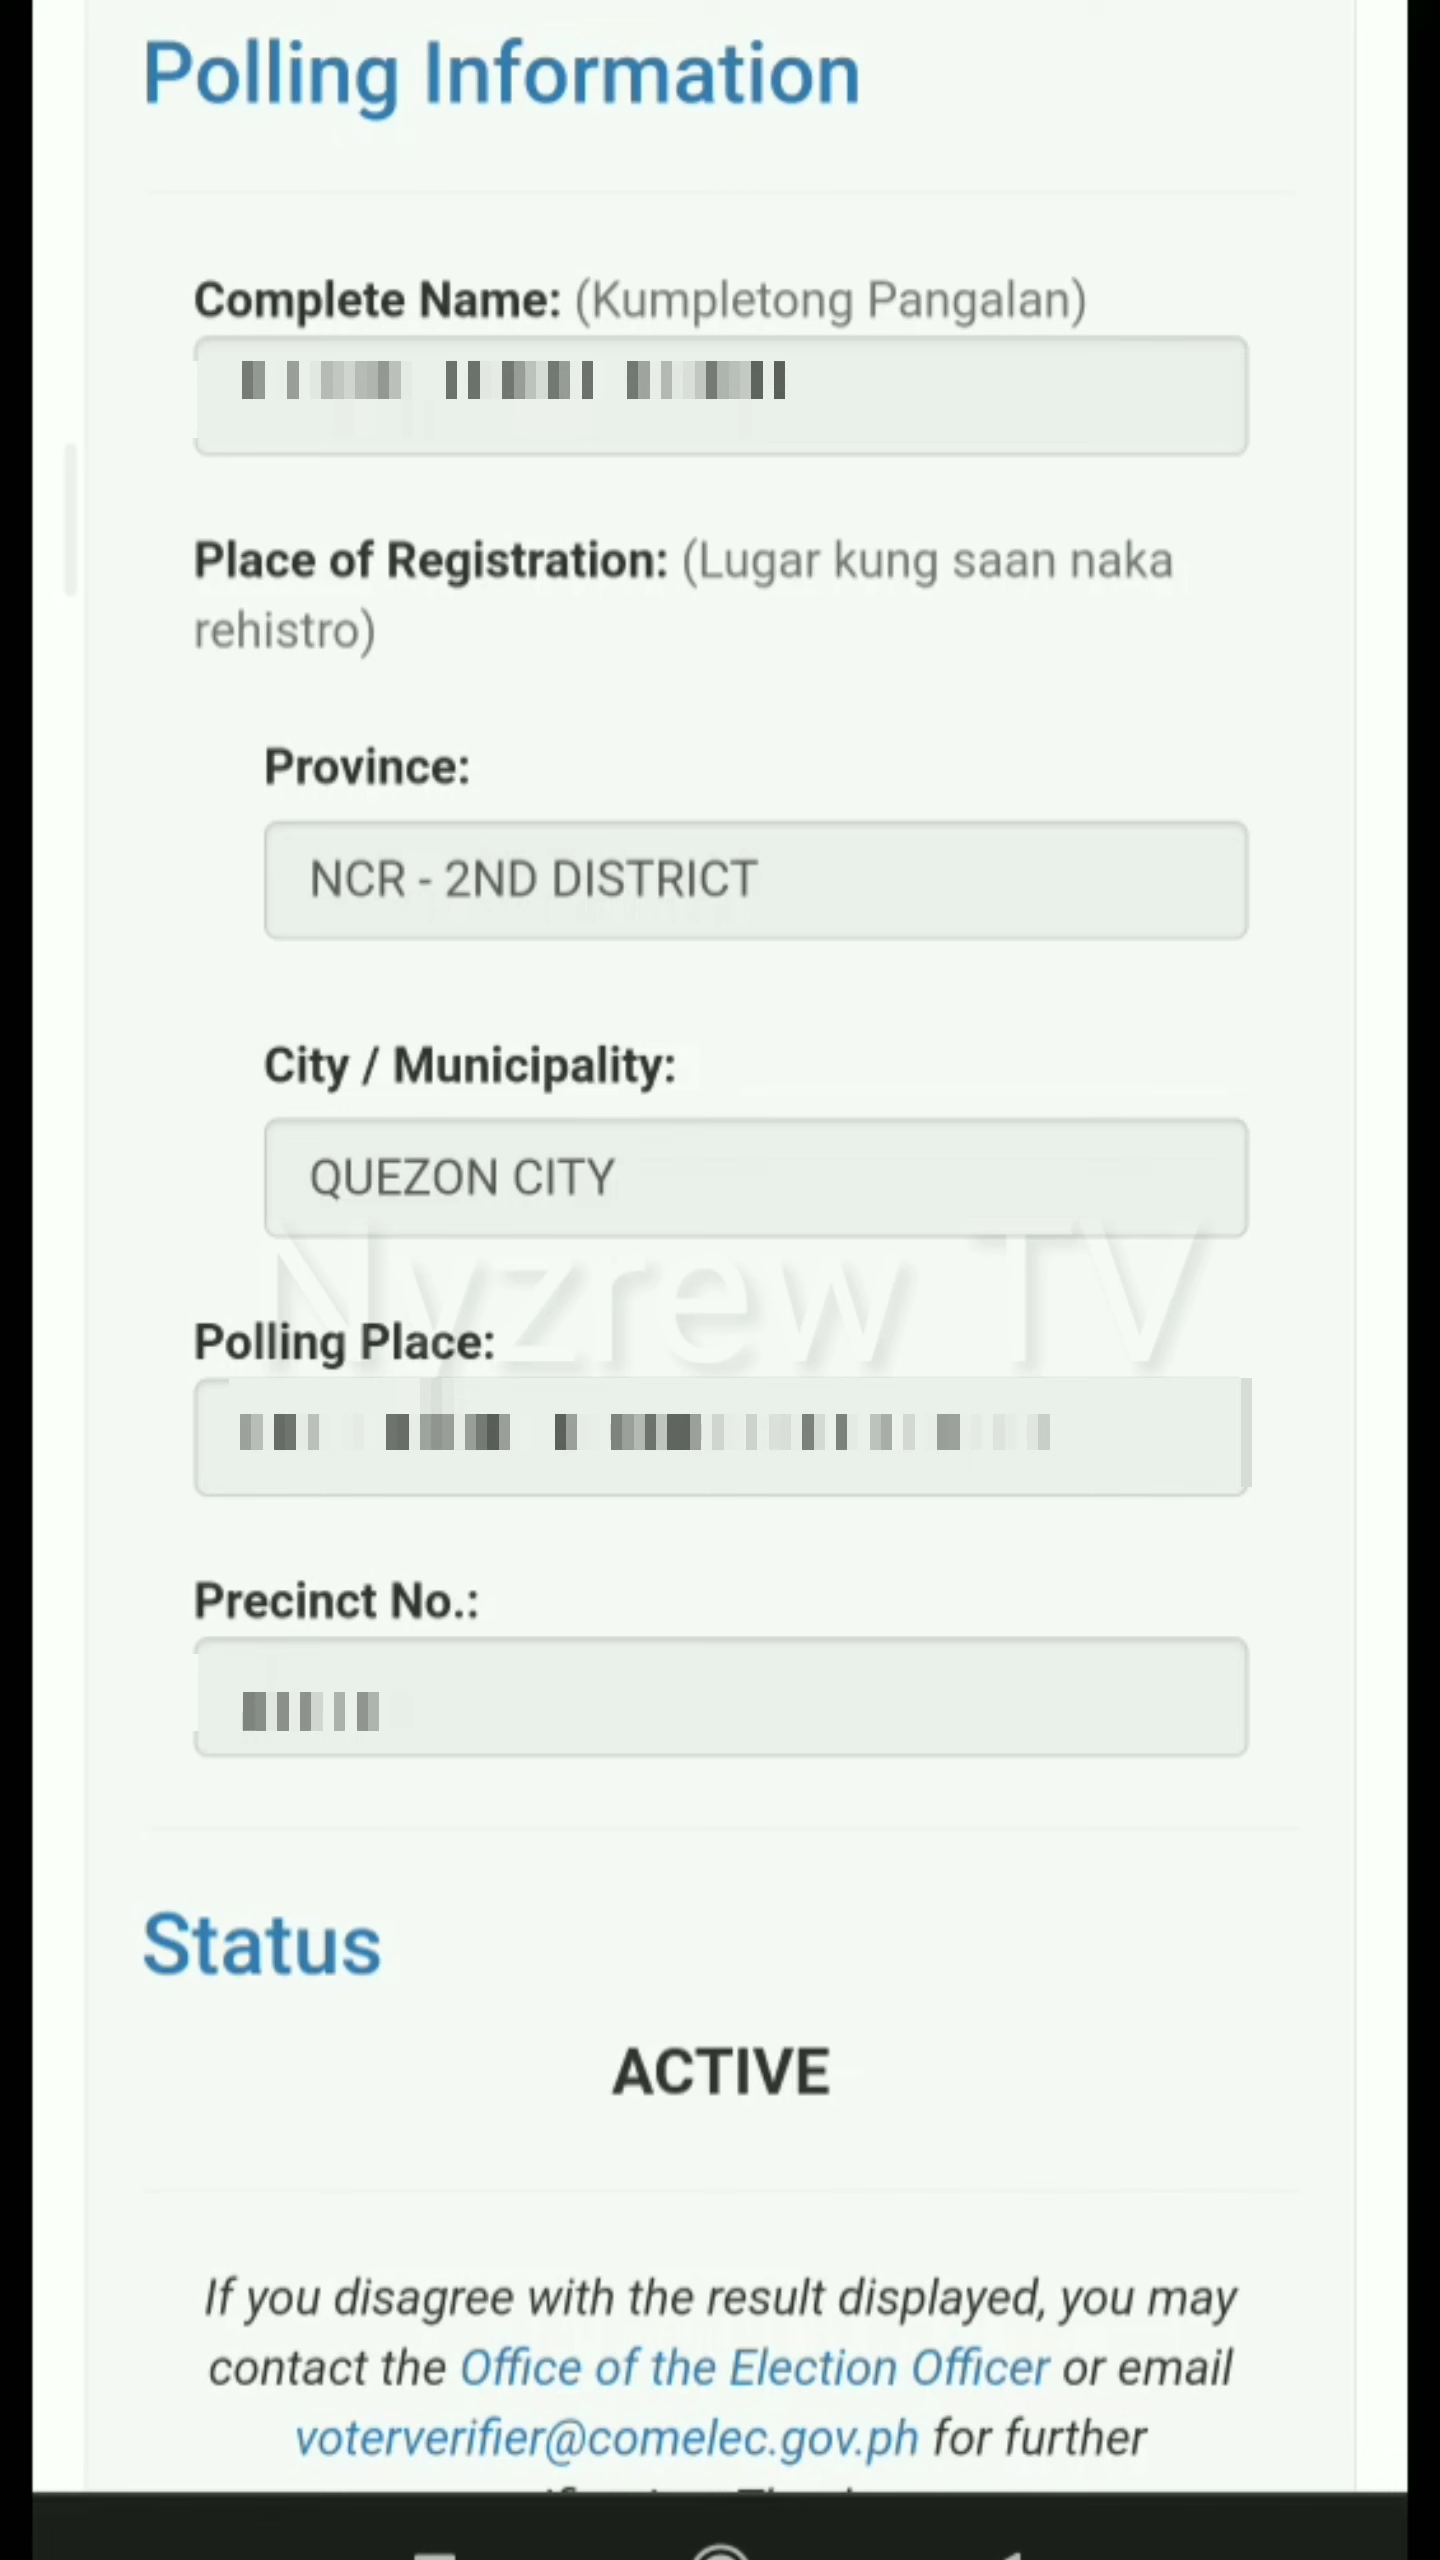 Polling Information
Complete Name: (Kumpletong Pangalan)
Place of Registration: (Lugar kung saan naka
rehistro)
Province:
NCR - 2ND DISTRICT
City / Municipality:
QUEZON CITY
Nyzrew TV
Polling Place:
Precinct No.:
Status
ACTIVE
If you disagree with the result displayed, you may
contact the Office of the Election Officer or email
voterverifier@comelec.gov.ph for further